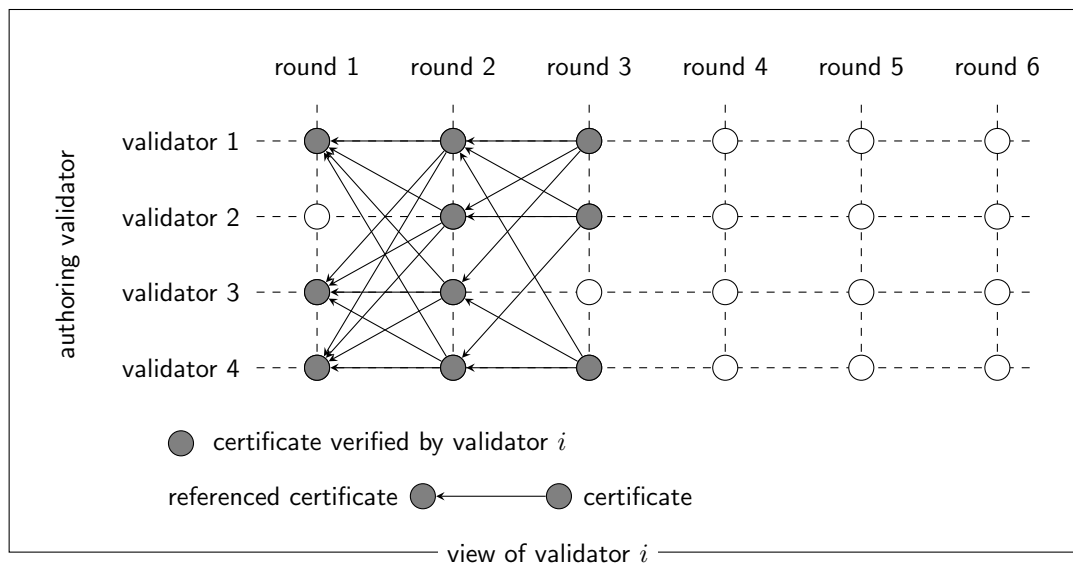 round 1 round 2 round 3 round 4 round 5 round 6
authoring validator
validator 1
validator 2
validator 3
validator 4
certificate verified by validator i
referenced certificate certificate
view of validator i